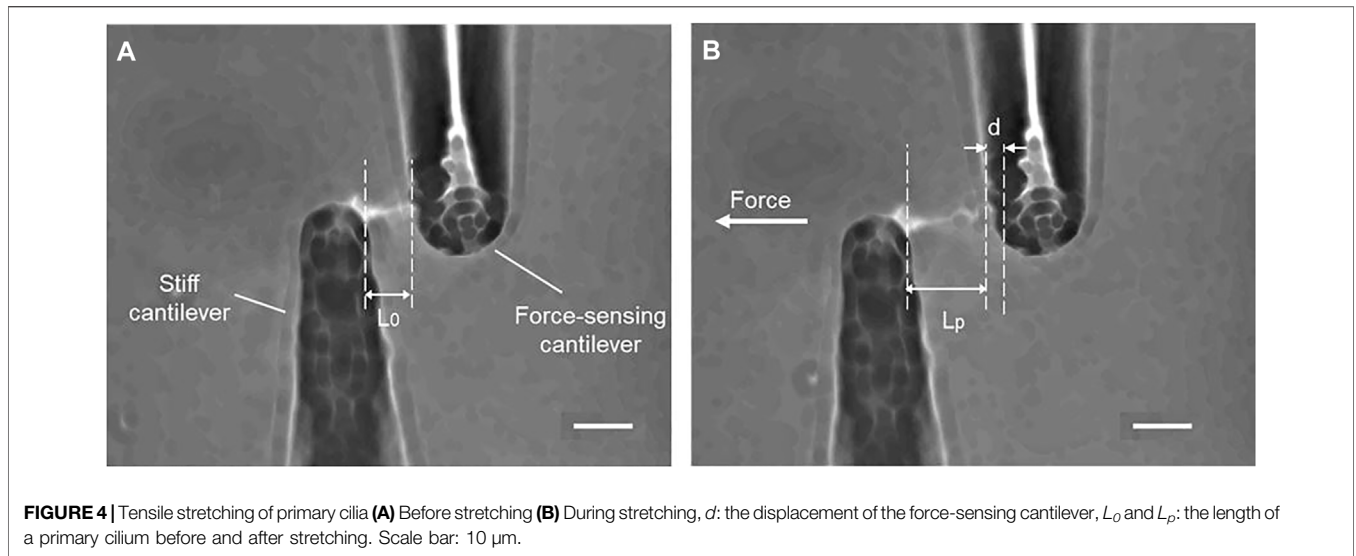 A
Stiff
cantilever
L0
Force-sensing
cantilever
B
d
Force
Lp
FIGURE 4 | Tensile stretching of primary cilia (A) Before stretching (B) During stretching, d: the displacement of the force-sensing cantilever, L0 and Lp: the length of
a primary cilium before and after stretching. Scale bar: 10 μm.